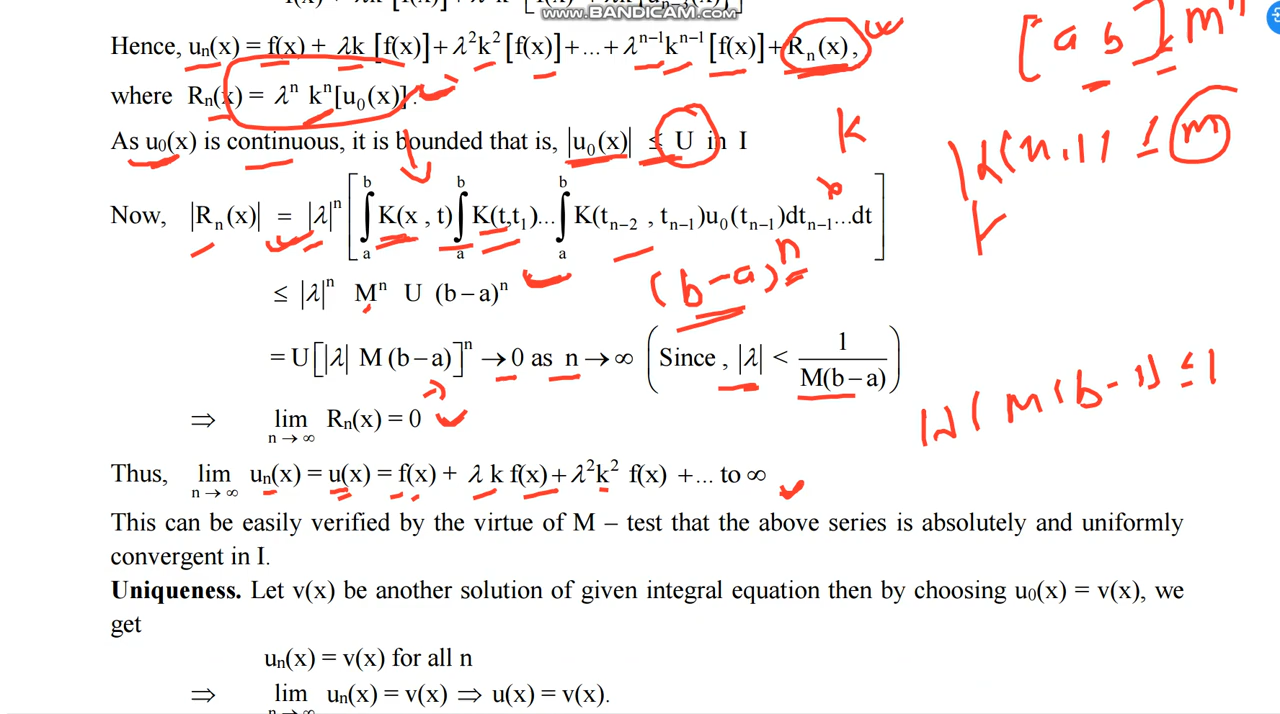 www.BANDICAM.com
Hence, uₙ(x) = f(x) + λk [f(x)] + λ²k² [f(x)] + ... + λⁿ⁻¹kⁿ⁻¹ [f(x)] + Rₙ(x),
[a b] mⁿ
where Rₙ(x) = λⁿ kⁿ[u₀(x)].
As u₀(x) is continuous, it is bounded that is, |u₀(x)| ≤ U in I
k
Now, |Rₙ(x)| = |λ|ⁿ [∫ₐᵇ K(x , t) ∫ₐᵇ K(t,t₁)... ∫ₐᵇ K(tₙ₋₂ , tₙ₋₁)u₀(tₙ₋₁)dtₙ₋₁...dt]
(b-a)ⁿ
≤ |λ|ⁿ Mⁿ U (b – a)ⁿ
= U[|λ| M (b – a)]ⁿ → 0 as n → ∞ (Since , |λ| < 1/M(b – a))
⇒ lim n → ∞ Rₙ(x) = 0
Thus, lim n → ∞ uₙ(x) = u(x) = f(x) + λ k f(x) + λ²k² f(x) + ... to ∞
This can be easily verified by the virtue of M – test that the above series is absolutely and uniformly
convergent in I.
Uniqueness. Let v(x) be another solution of given integral equation then by choosing u₀(x) = v(x), we
get
uₙ(x) = v(x) for all n
⇒ lim uₙ(x) = v(x) ⇒ u(x) = v(x).